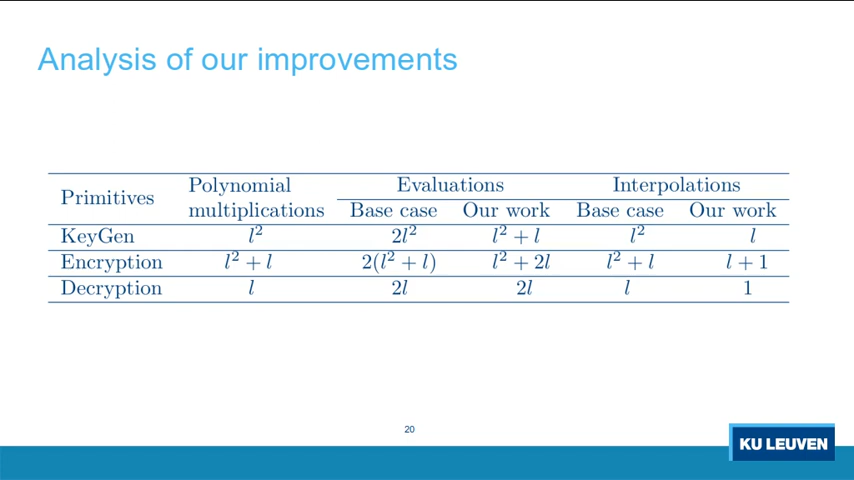 Analysis of our improvements
Primitives Polynomial multiplications Evaluations Interpolations
Base case Our work Base case Our work
KeyGen l² 2l² l² + l l² l
Encryption l² + l 2(l² + l) l² + 2l l² + l l + 1
Decryption l 2l 2l l 1
20
KU LEUVEN